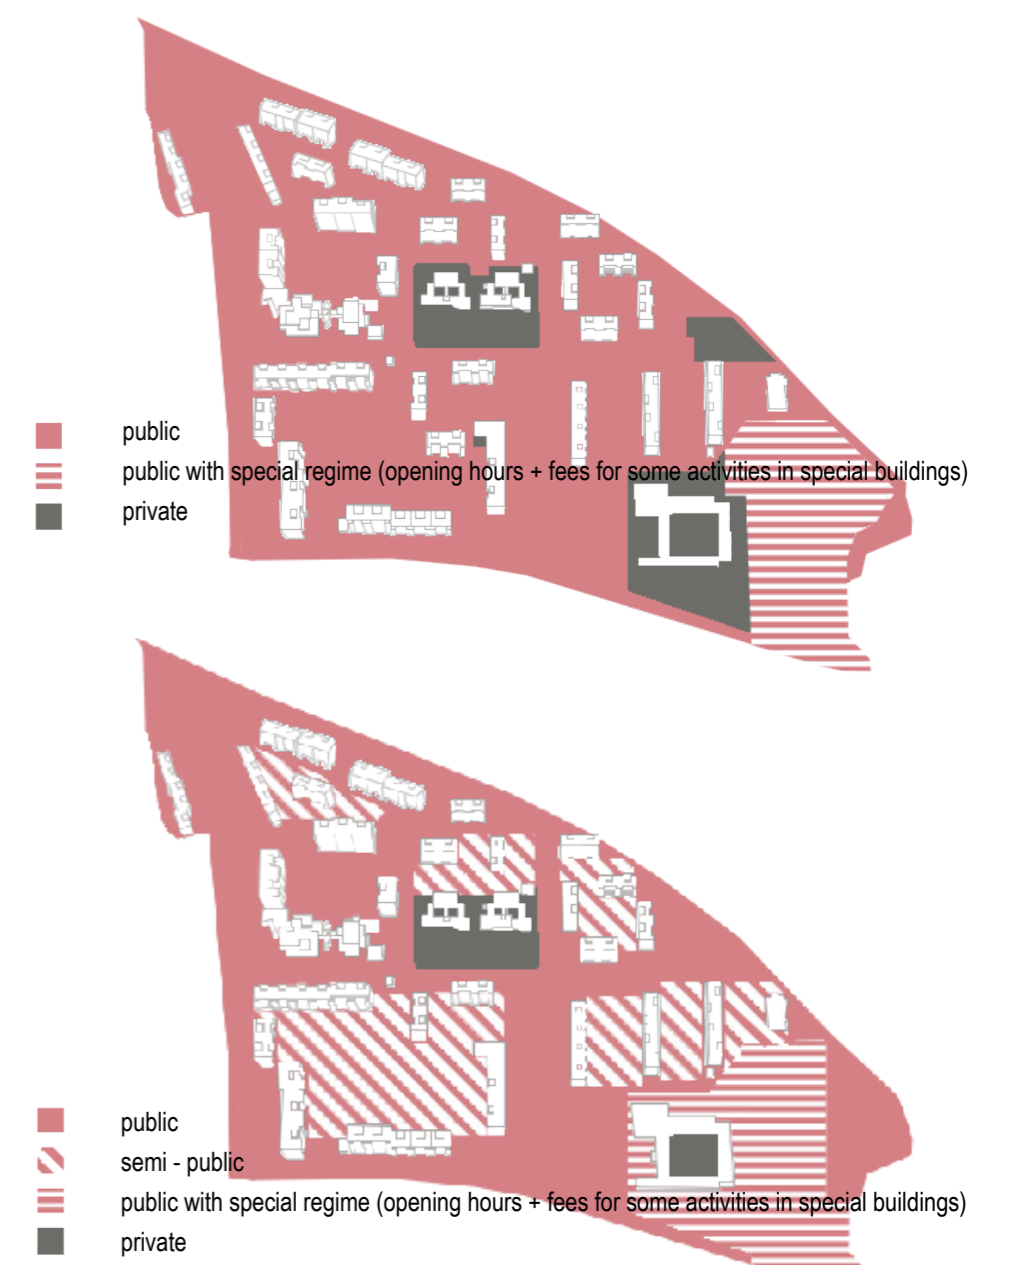 public
public with special regime (opening hours + fees for some activities in special buildings)
private
public
semi - public
public with special regime (opening hours + fees for some activities in special buildings)
private